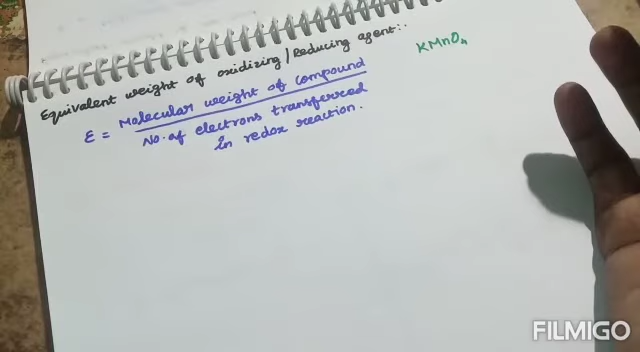 Equivalent weight of oxidizing/Reducing agent:-
KMnO₄
E = Molecular weight of compound
No. of electrons transferred
in redox reaction.
FILMIGO